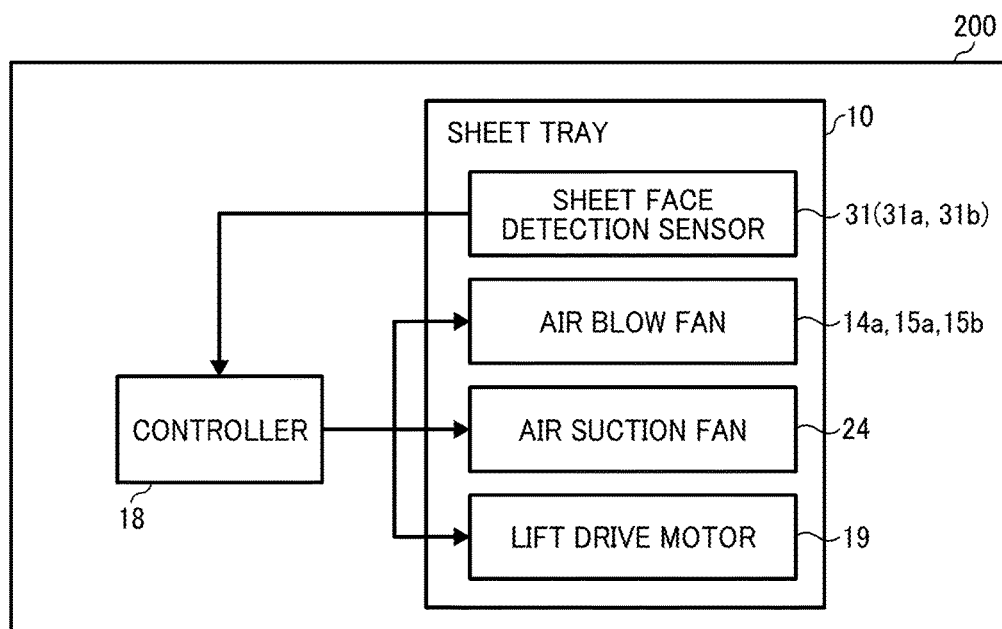 200
SHEET TRAY
10
SHEET FACE
DETECTION SENSOR
31(31a, 31b)
AIR BLOW FAN
14a,15a,15b
CONTROLLER
18
AIR SUCTION FAN
24
LIFT DRIVE MOTOR
19